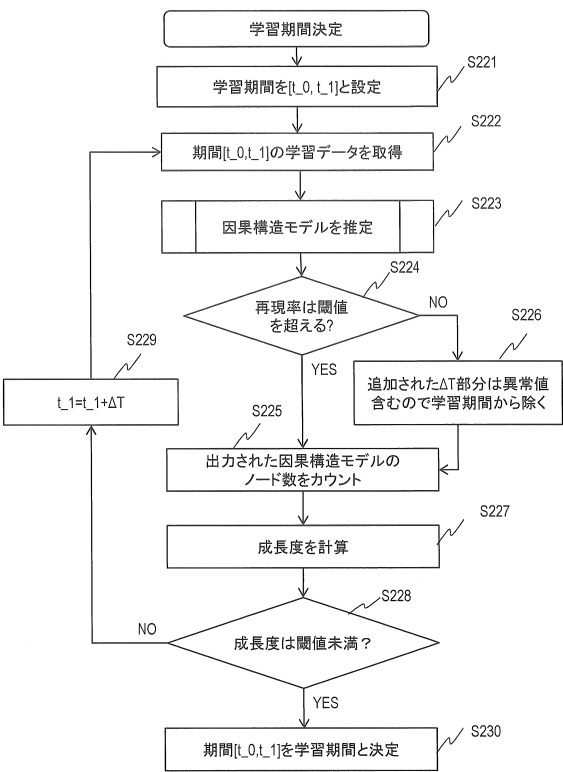 学習期間決定
S221
学習期間を[t_0, t_1]と設定
S222
期間[t_0,t_1]の学習データを取得
S223
因果構造モデルを推定
S224
再現率は閾値
を超える?
NO
YES
S226
追加されたΔT部分は異常値
含むので学習期間から除く
S229
t_1=t_1+ΔT
S225
出力された因果構造モデルの
ノード数をカウント
S227
成長度を計算
S228
成長度は閾値未満?
NO
YES
S230
期間[t_0,t_1]を学習期間と決定